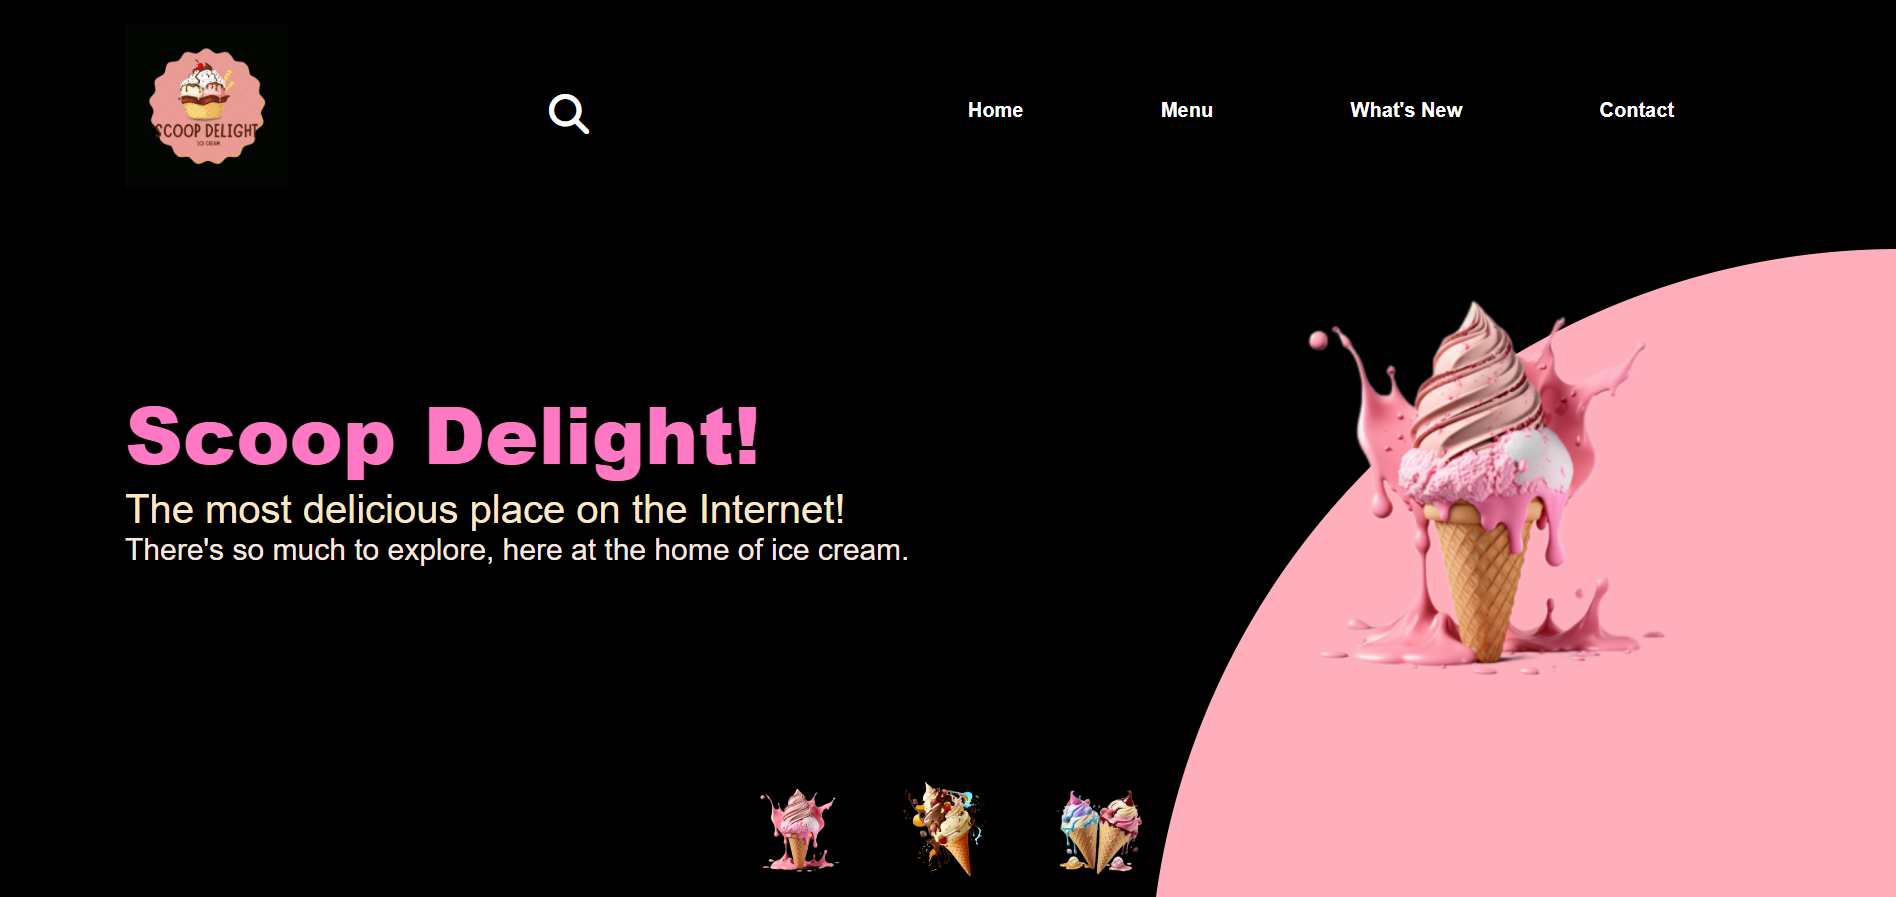 SCOOP DELIGHT
ICE CREAM
Home
Menu
What's New
Contact
Scoop Delight!
The most delicious place on the Internet!
There's so much to explore, here at the home of ice cream.